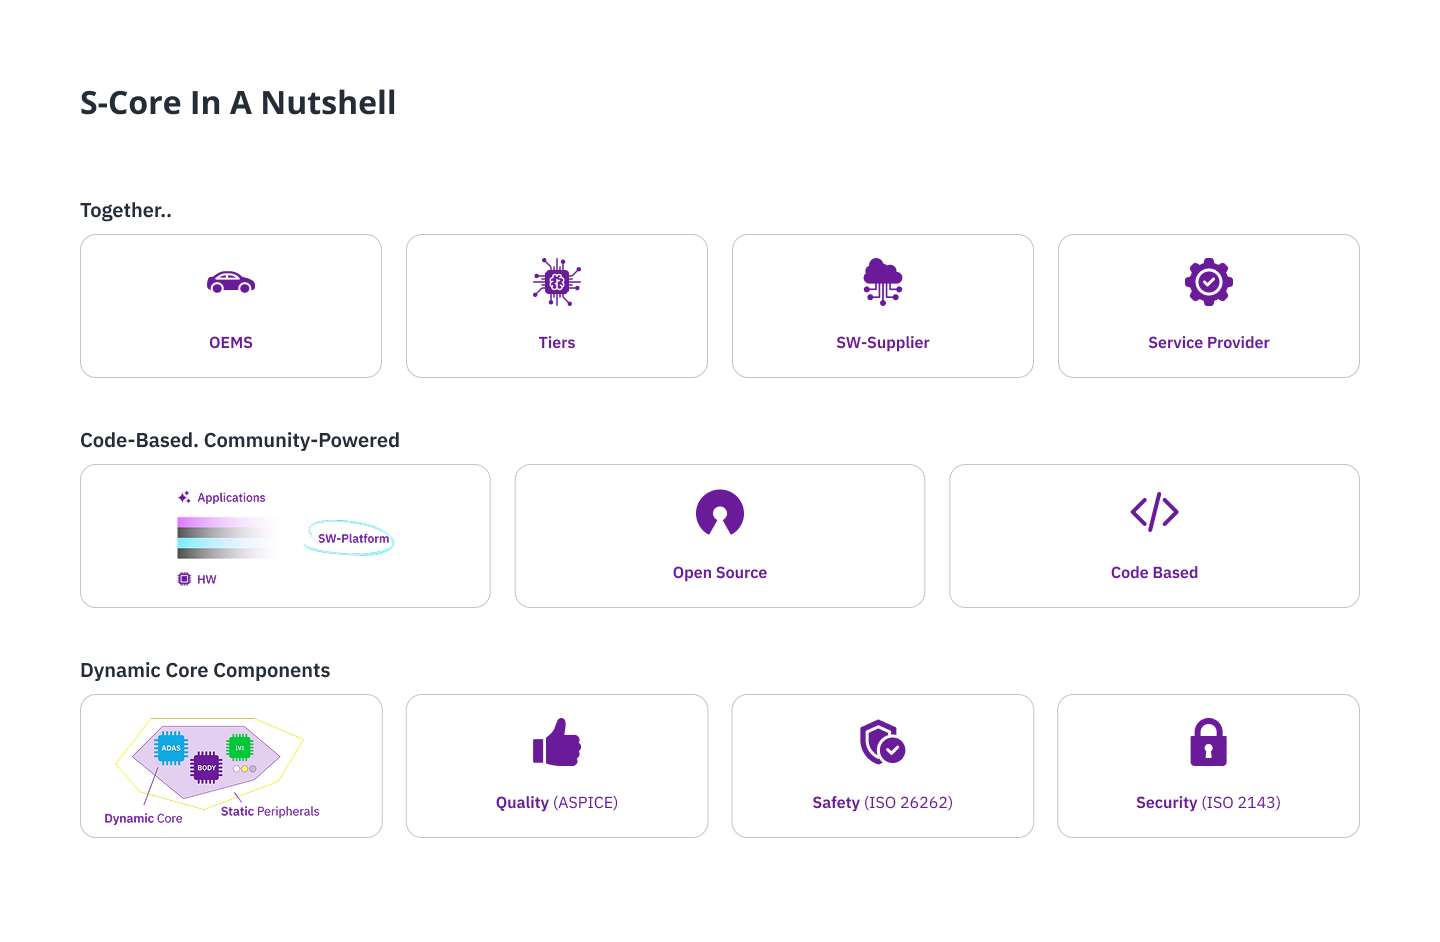 S-Core In A Nutshell
Together..
OEMS
Tiers
SW-Supplier
Service Provider
Code-Based. Community-Powered
Applications
SW-Platform
HW
Open Source
Code Based
Dynamic Core Components
ADAS
IVI
BODY
Dynamic Core
Static Peripherals
Quality (ASPICE)
Safety (ISO 26262)
Security (ISO 2143)